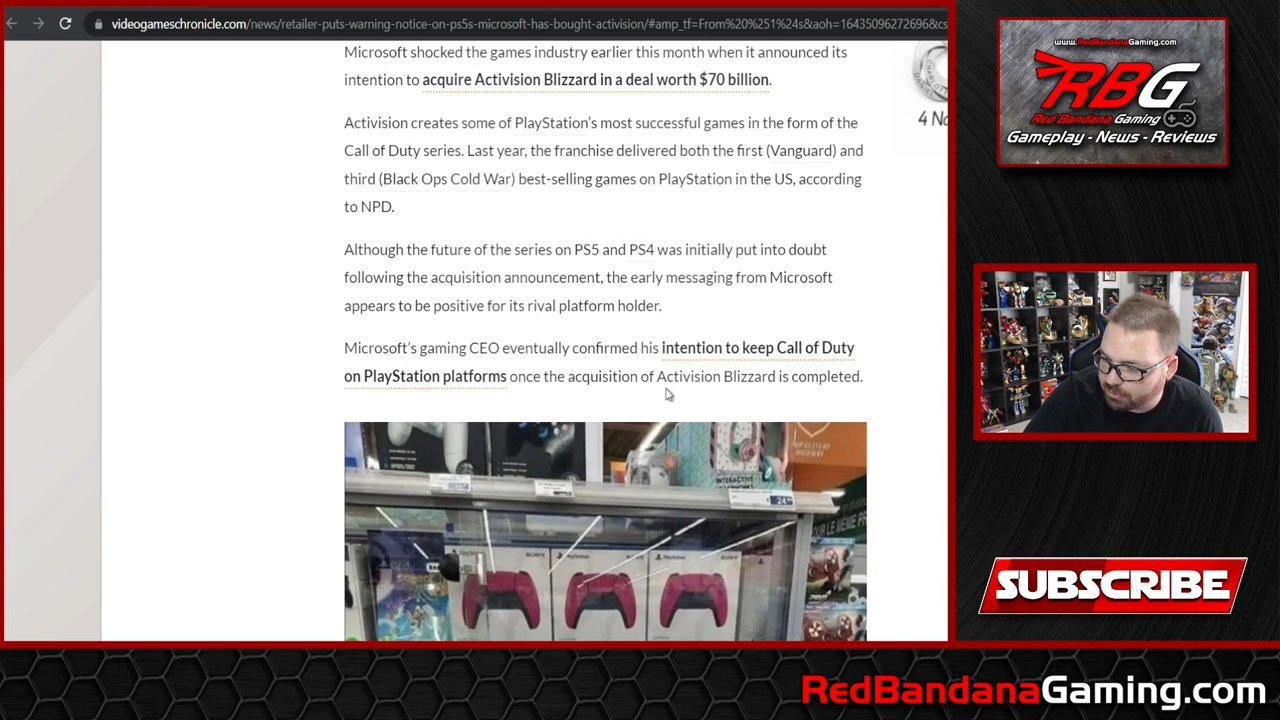 videogameschronicle.com/news/retailer-puts-warning-notice-on-ps5s-microsoft-has-bought-activision/#amp_tf=From%20%251%24s&aoh=16435096272696&cs
Microsoft shocked the games industry earlier this month when it announced its
intention to acquire Activision Blizzard in a deal worth $70 billion.
Activision creates some of PlayStation's most successful games in the form of the
Call of Duty series. Last year, the franchise delivered both the first (Vanguard) and
third (Black Ops Cold War) best-selling games on PlayStation in the US, according
to NPD.
Although the future of the series on PS5 and PS4 was initially put into doubt
following the acquisition announcement, the early messaging from Microsoft
appears to be positive for its rival platform holder.
Microsoft's gaming CEO eventually confirmed his intention to keep Call of Duty
on PlayStation platforms once the acquisition of Activision Blizzard is completed.
SONY
SONY
SONY
www.RedBandanaGaming.com
RBG
Red Bandana Gaming
Gameplay - News - Reviews
SUBSCRIBE
RedBandanaGaming.com